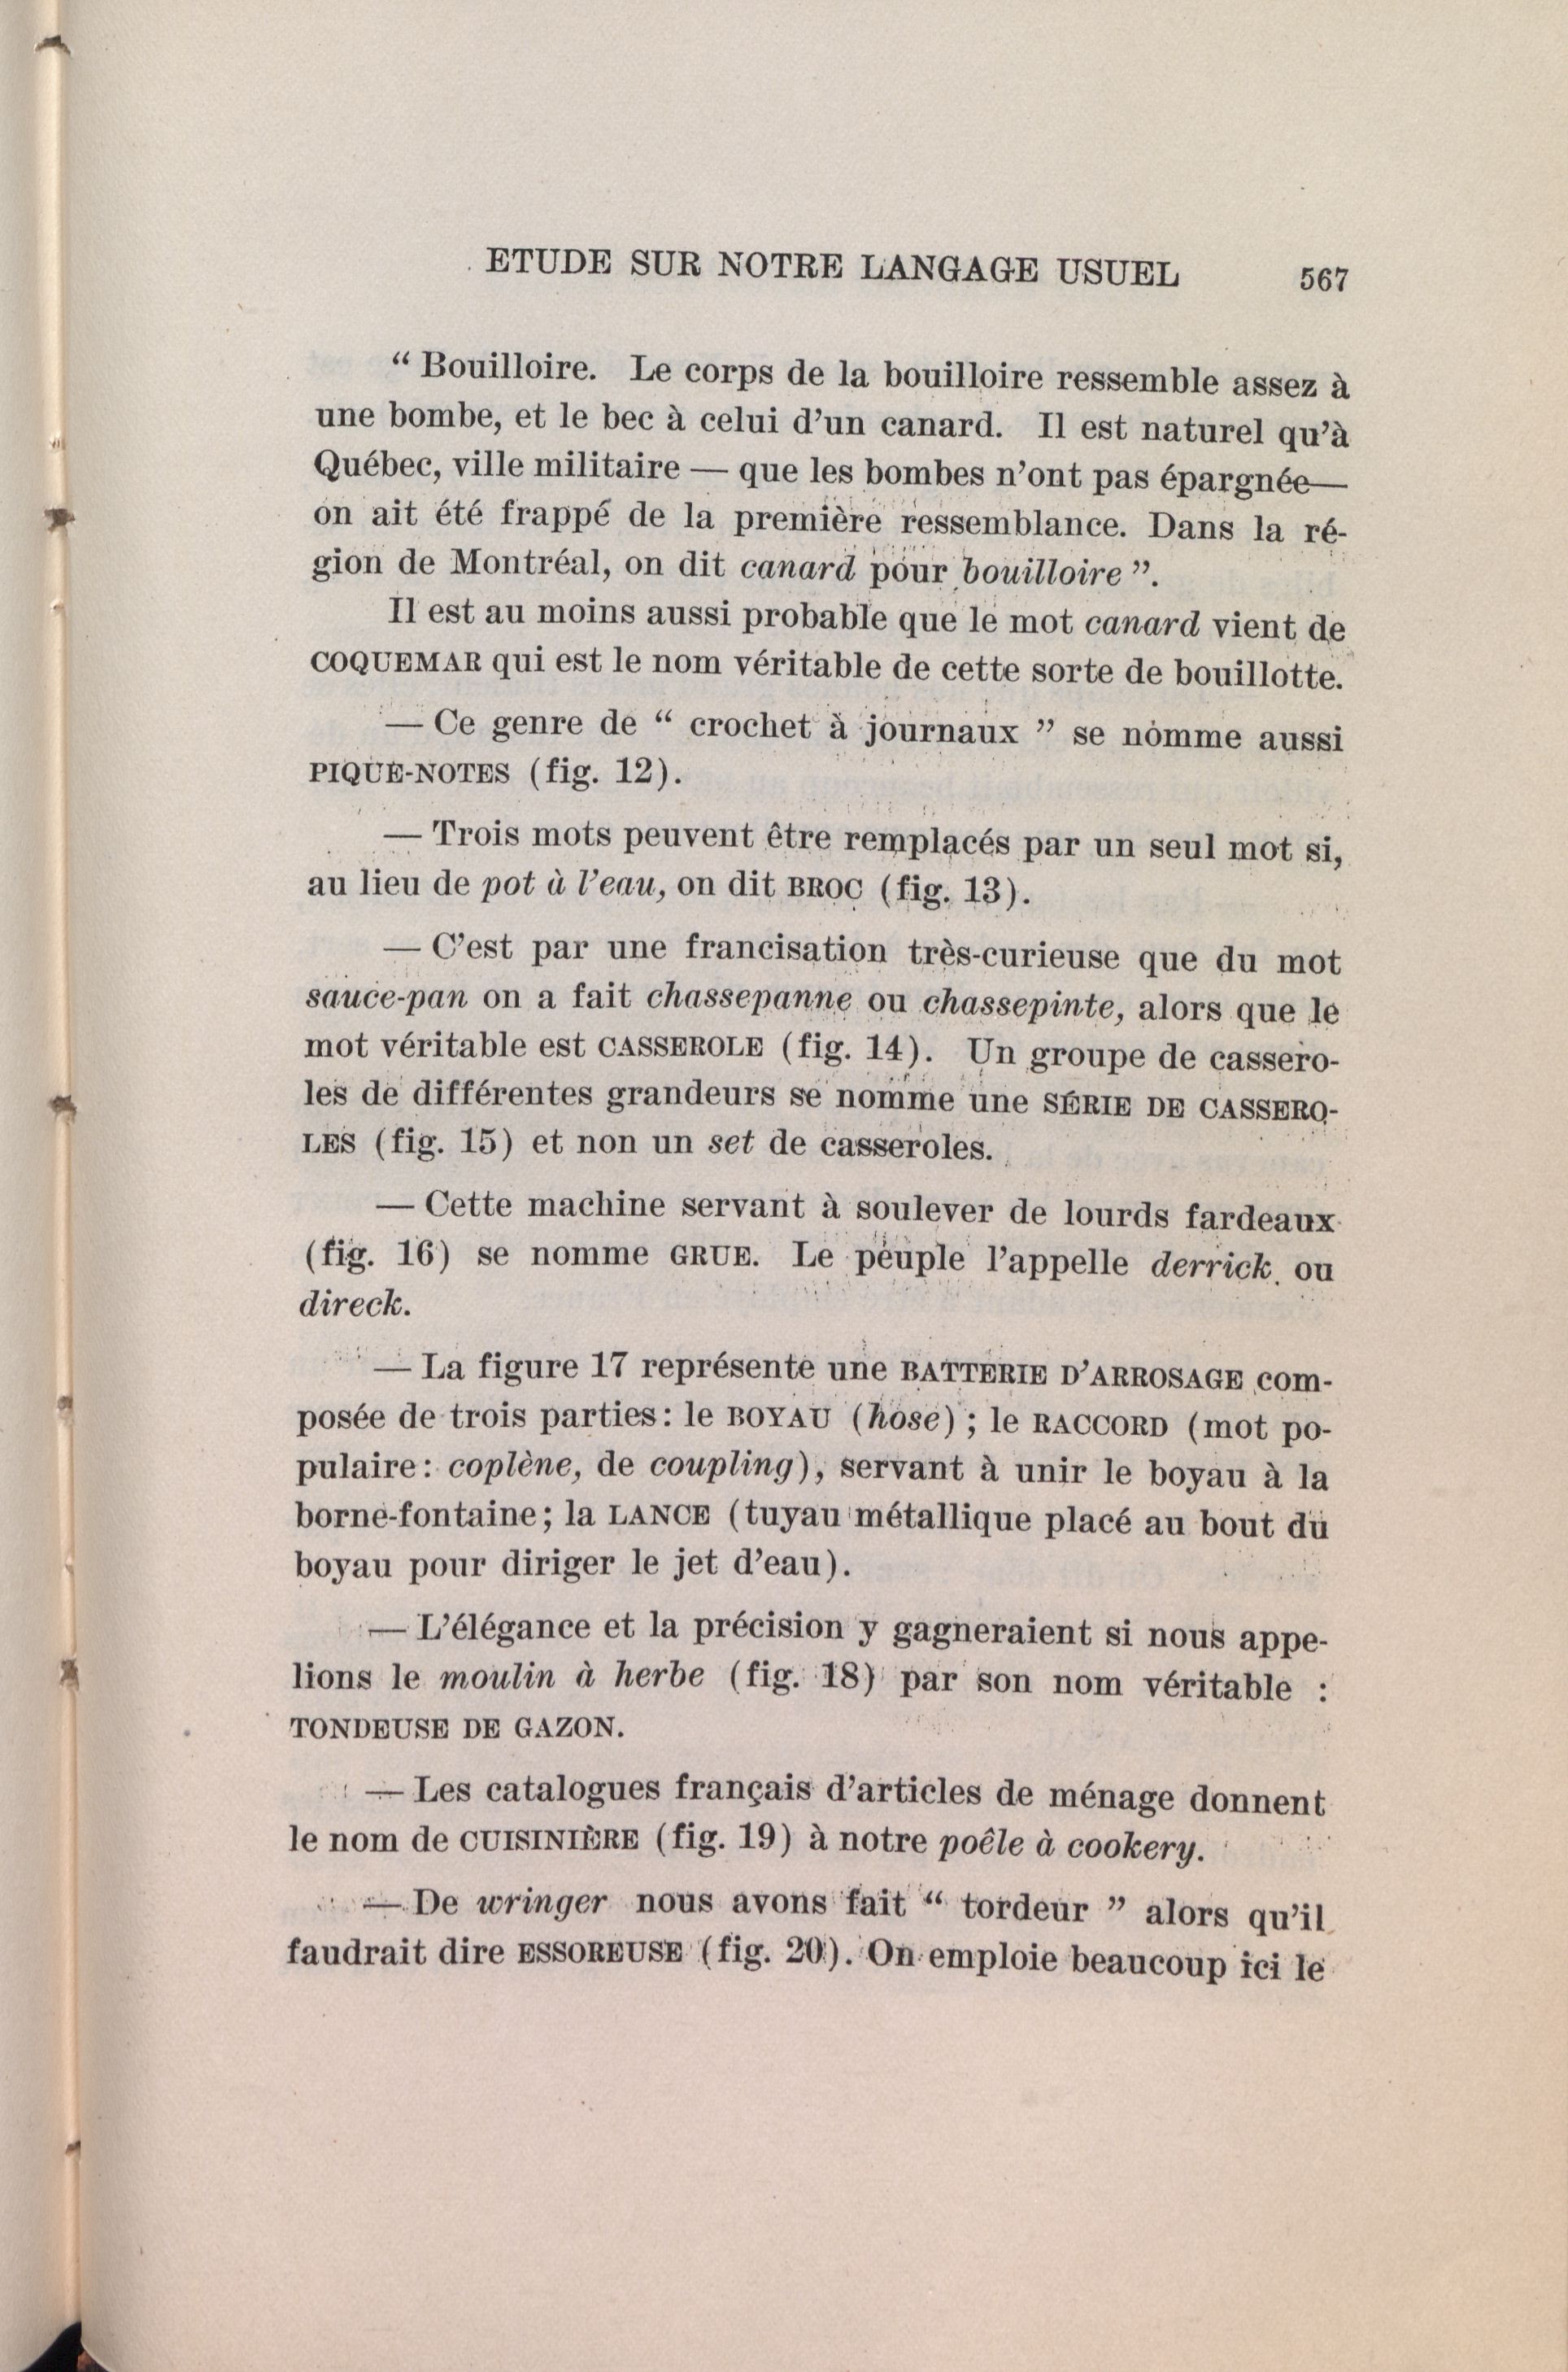 ETUDE SUR NOTRE LANGAGE USUEL 567
“ Bouilloire. Le corps de la bouilloire ressemble assez à
une bombe, et le bec à celui d’un canard. Il est naturel qu’à
Québec, ville militaire — que les bombes n’ont pas épargnée—
on ait été frappé de la première ressemblance. Dans la ré-
gion de Montréal, on dit canard pour bouilloire ”.
Il est au moins aussi probable que le mot canard vient de
COQUEMAR qui est le nom véritable de cette sorte de bouillotte.
— Ce genre de “ crochet à journaux ” se nomme aussi
PIQUE-NOTES (fig. 12).
— Trois mots peuvent être remplacés par un seul mot si,
au lieu de pot à l’eau, on dit BROC (fig. 13).
— C’est par une francisation très-curieuse que du mot
sauce-pan on a fait chassepanne ou chassepinte, alors que le
mot véritable est CASSEROLE (fig. 14). Un groupe de cassero-
les de différentes grandeurs se nomme une SÉRIE DE CASSERO-
LES (fig. 15) et non un set de casseroles.
— Cette machine servant à soulever de lourds fardeaux
(fig. 16) se nomme GRUE. Le peuple l’appelle derrick ou
direck.
— La figure 17 représente une BATTERIE D’ARROSAGE com-
posée de trois parties: le BOYAU (hose) ; le RACCORD (mot po-
pulaire: coplène, de coupling), servant à unir le boyau à la
borne-fontaine; la LANCE (tuyau métallique placé au bout du
boyau pour diriger le jet d’eau).
— L’élégance et la précision y gagneraient si nous appe-
lions le moulin à herbe (fig. 18) par son nom véritable :
TONDEUSE DE GAZON.
— Les catalogues français d’articles de ménage donnent
le nom de CUISINIÈRE (fig. 19) à notre poêle à cookery.
— De wringer nous avons fait “ tordeur ” alors qu’il
faudrait dire ESSOREUSE (fig. 20). On emploie beaucoup ici le